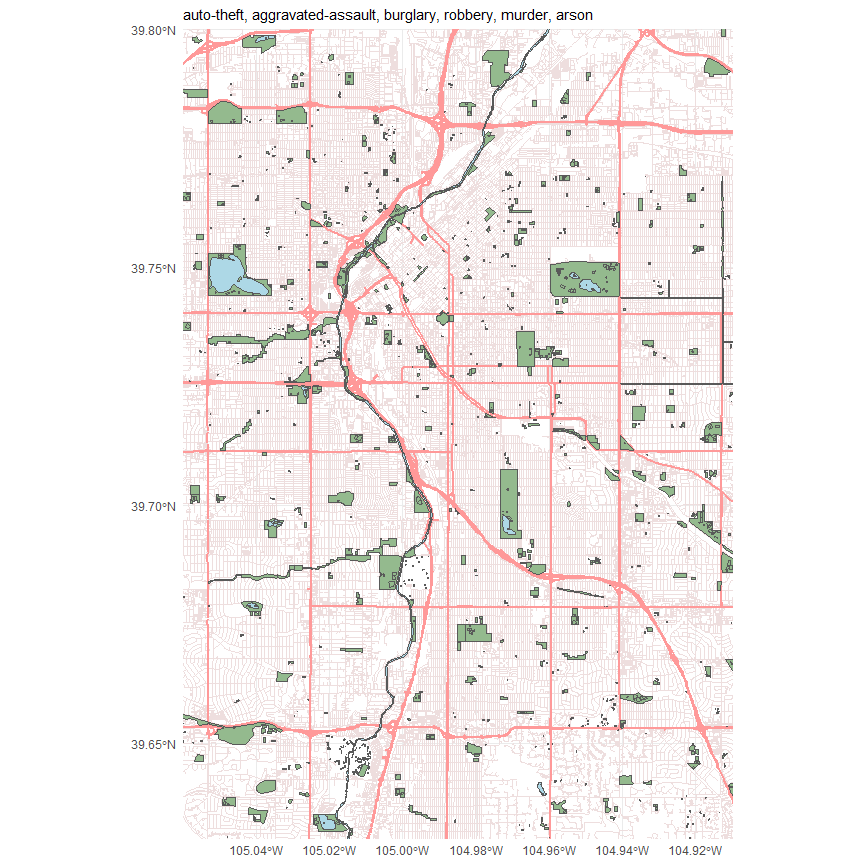 auto-theft, aggravated-assault, burglary, robbery, murder, arson
39.80°N
39.75°N
39.70°N
39.65°N
105.04°W 105.02°W 105.00°W 104.98°W 104.96°W 104.94°W 104.92°W